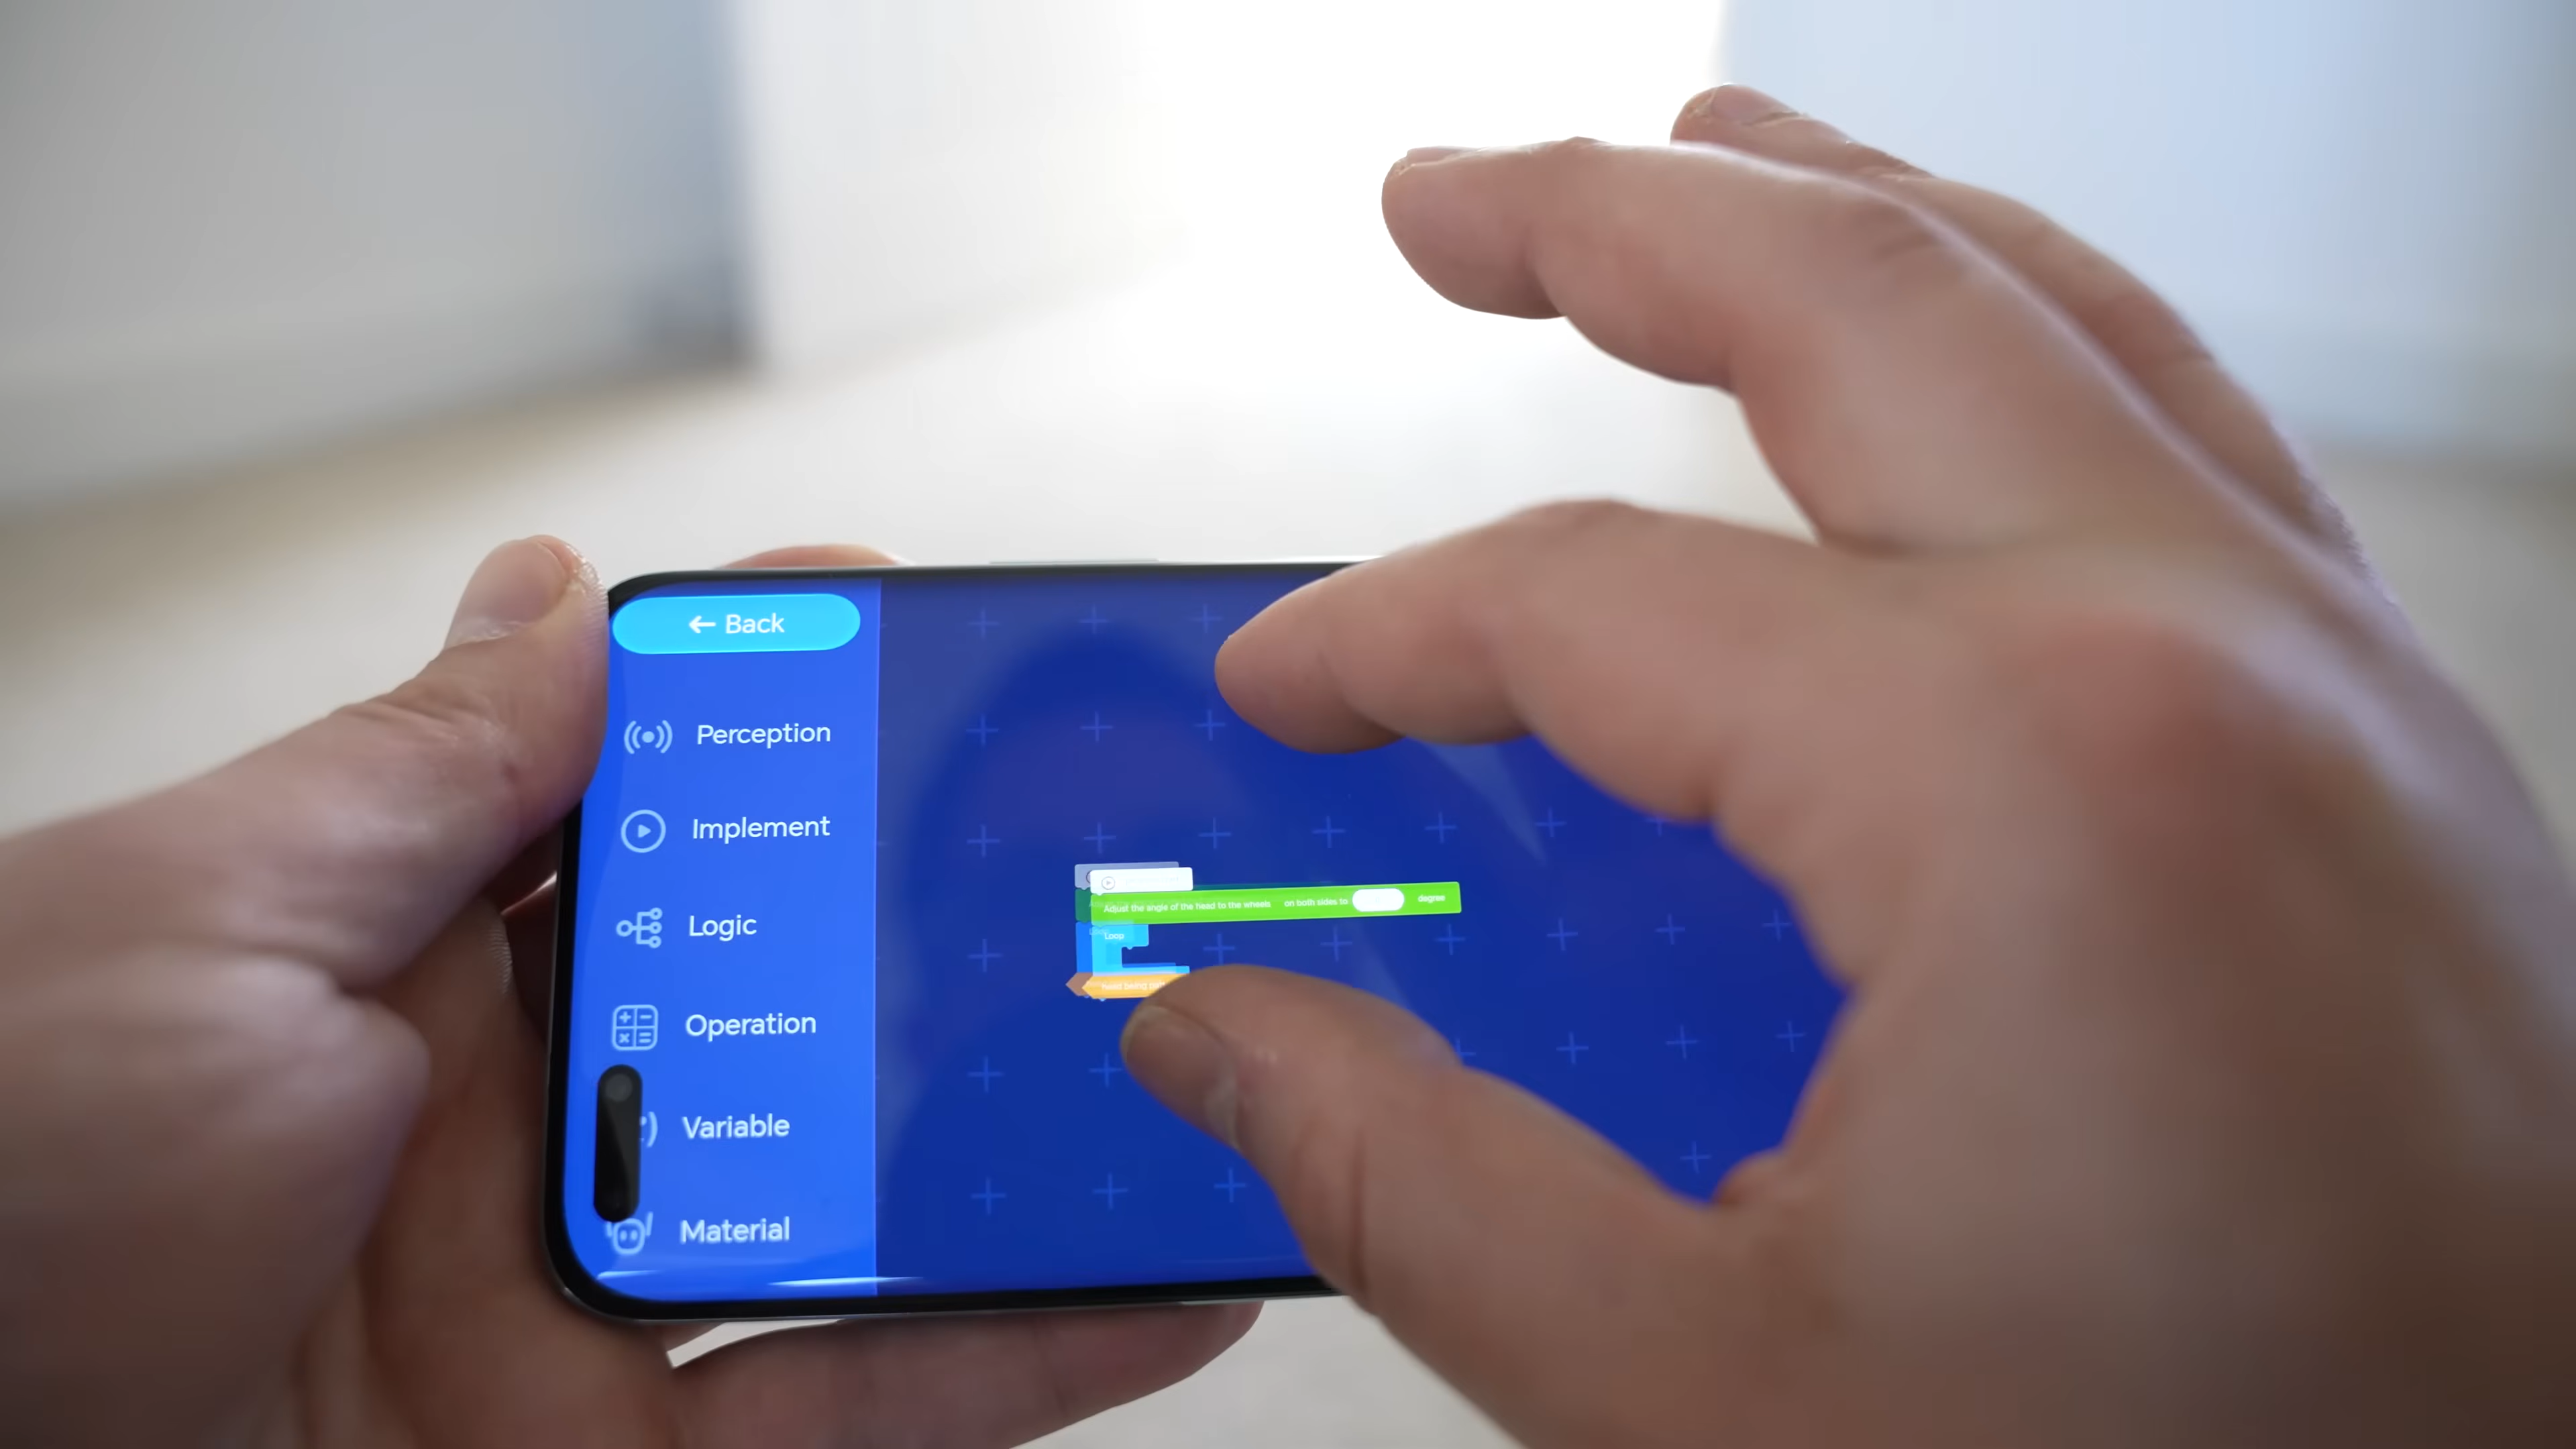 ← Back
Perception
Implement
Logic
Operation
Variable
Material
Adjust the angle of the head to the wheels on both sides to degree
Loop
being